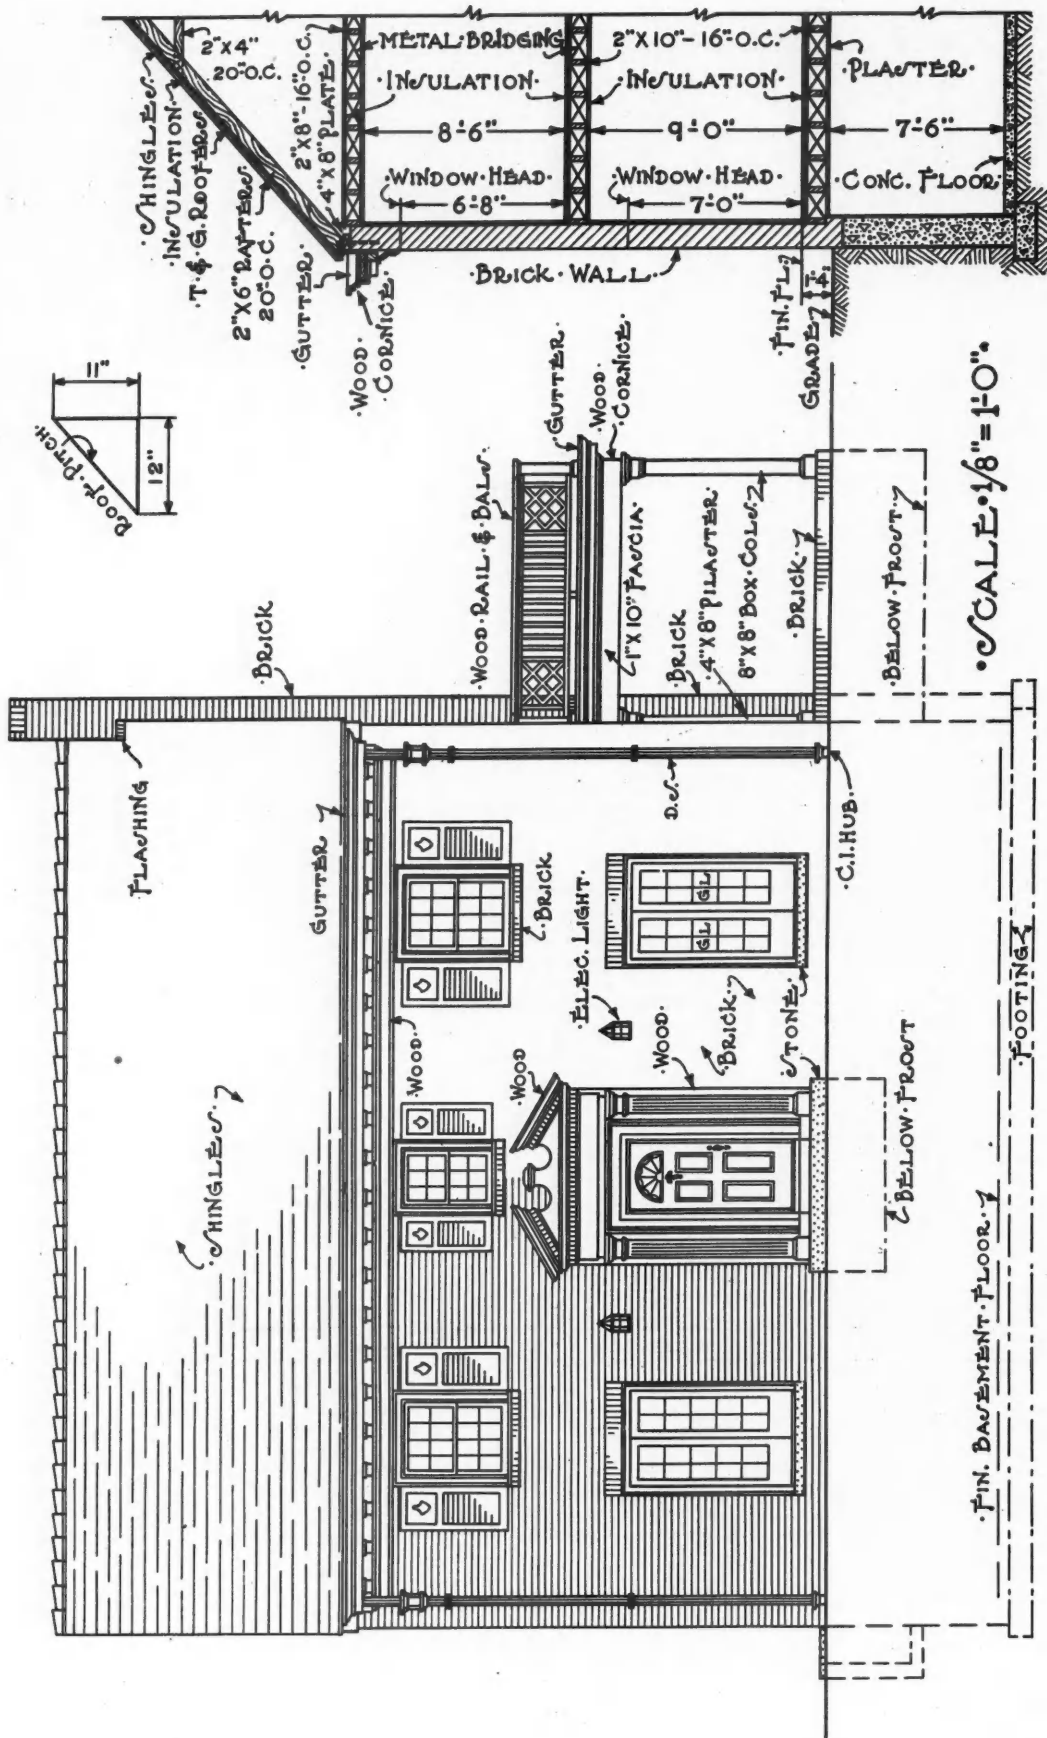 ·SHINGLES·
·INSULATION·
·T. & G. ROOFERS
2"X6" RAFTERS
20"O.C.
·GUTTER·
·WOOD·
·CORNICE·
2"X4"
20"O.C.
2"X8"-16"O.C.
4"X8" PLATE
·METAL·BRIDGING
·INSULATION·
8'-6"
·WINDOW·HEAD·
6'-8"
2"X10"-16"O.C.
·INSULATION·
9'-0"
·WINDOW·HEAD·
7'-0"
·PLASTER·
7'-6"
·CONC. FLOOR
·BRICK·WALL·
·FIN. FL.
GRADE
·ROOF·PITCH·
11"
12"
·BRICK
·FLASHING
·SHINGLES·
GUTTER
·WOOD·
·BRICK
·WOOD
·ELEC. LIGHT·
D.S.
·WOOD·
·BRICK·
·STONE·
GL
GL
·C.I. HUB·
·WOOD·RAIL·&·BALS·
·GUTTER·
·WOOD·
·CORNICE·
1"X10" FASCIA·
·BRICK
·4"X8" PILASTER
8"X8" BOX·COLS·
·BRICK·
·BELOW·FROST·
BELOW·FROST
·FIN. BASEMENT·FLOOR·
·FOOTING·
·SCALE·1/8"=1'-0"·